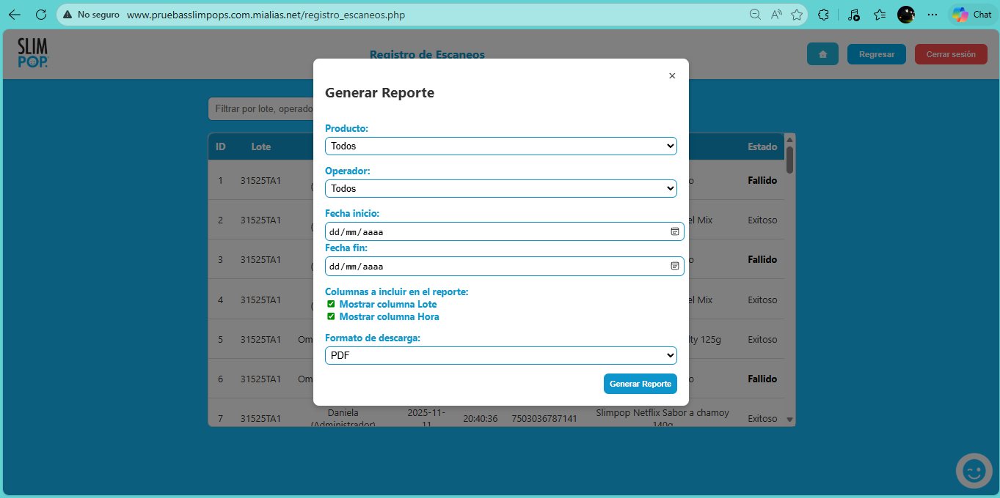 No seguro www.pruebasslimpops.com.mialias.net/registro_escaneos.php Chat
SLIM
POP.
Registro de Escaneos
Regresar
Cerrar sesión
Filtrar por lote, operado
Generar Reporte
×
Producto:
Todos
Operador:
Todos
Fecha inicio:
dd/mm/aaaa
Fecha fin:
dd/mm/aaaa
Columnas a incluir en el reporte:
Mostrar columna Lote
Mostrar columna Hora
Formato de descarga:
PDF
Generar Reporte
ID Lote Estado
1 31525TA1 ( o Fallido
2 31525TA1 ( el Mix Exitoso
3 31525TA1 ( o Fallido
4 31525TA1 ( el Mix Exitoso
5 31525TA1 Om lty 125g Exitoso
6 31525TA1 Om o Fallido
7 31525TA1 Daniela (Administrador) 2025-11-11 20:40:36 7503036787141 Slimpop Netflix Sabor a chamoy 140g Exitoso